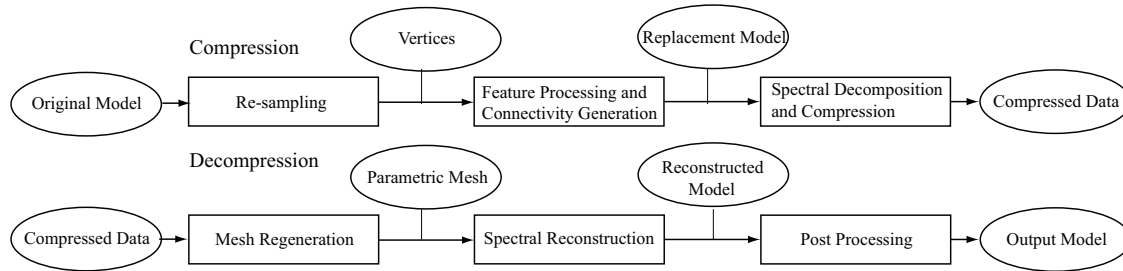 Compression
Vertices
Replacement Model
Original Model
Re-sampling
Feature Processing and
Connectivity Generation
Spectral Decomposition
and Compression
Compressed Data
Decompression
Parametric Mesh
Reconstructed
Model
Compressed Data
Mesh Regeneration
Spectral Reconstruction
Post Processing
Output Model